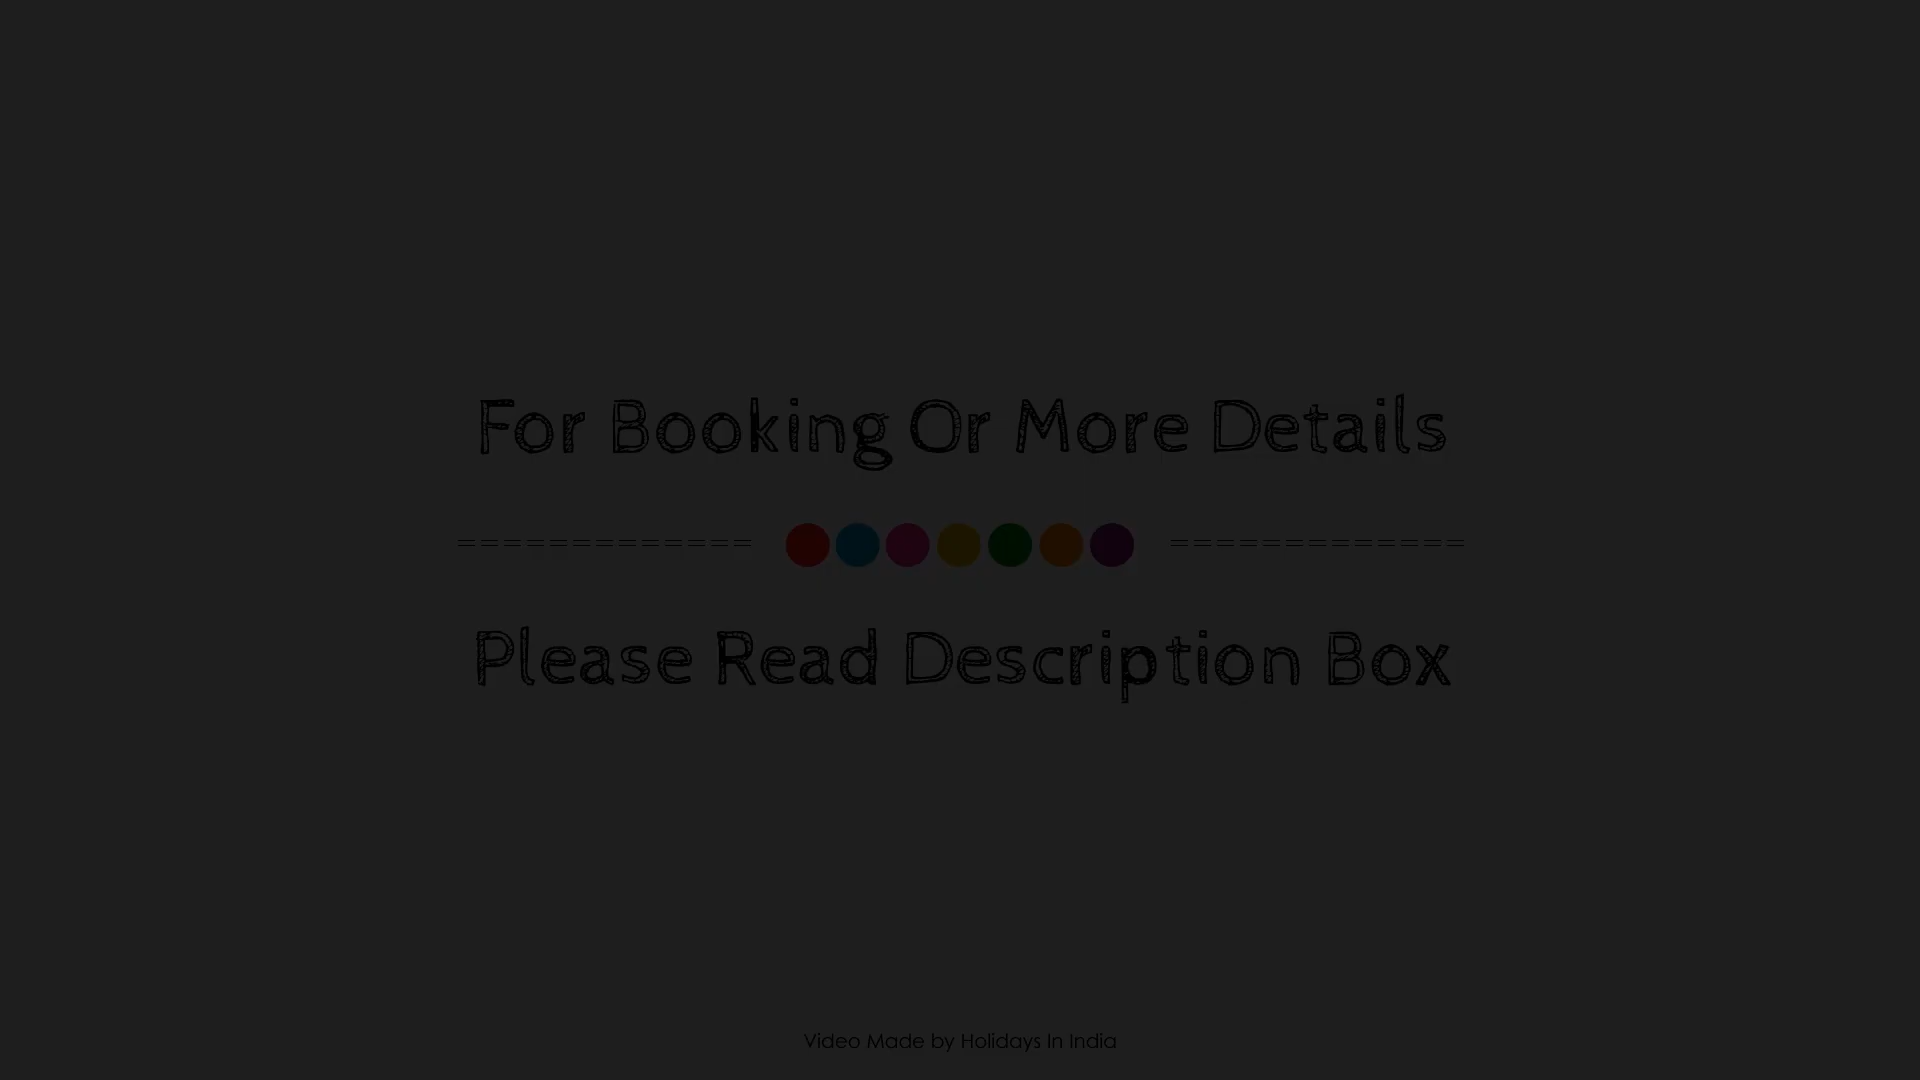 For Booking Or More Details
============= =============
Please Read Description Box
Video Made by Holidays In India